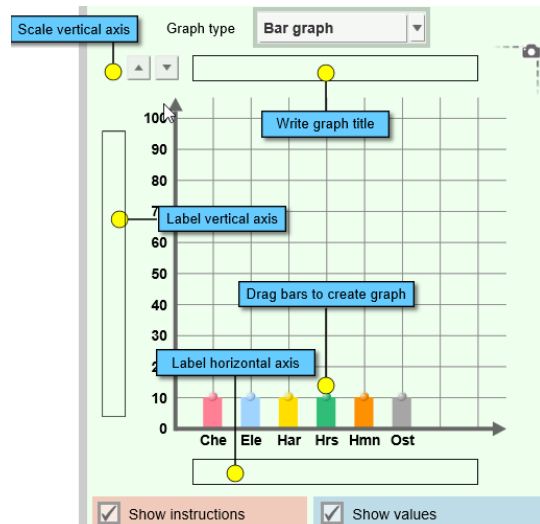 Scale vertical axis
Graph type
Bar graph
Write graph title
100
90
80
7
Label vertical axis
60
50
Drag bars to create graph
40
30
2
Label horizontal axis
10
0
Che Ele Har Hrs Hmn Ost
Show instructions
Show values